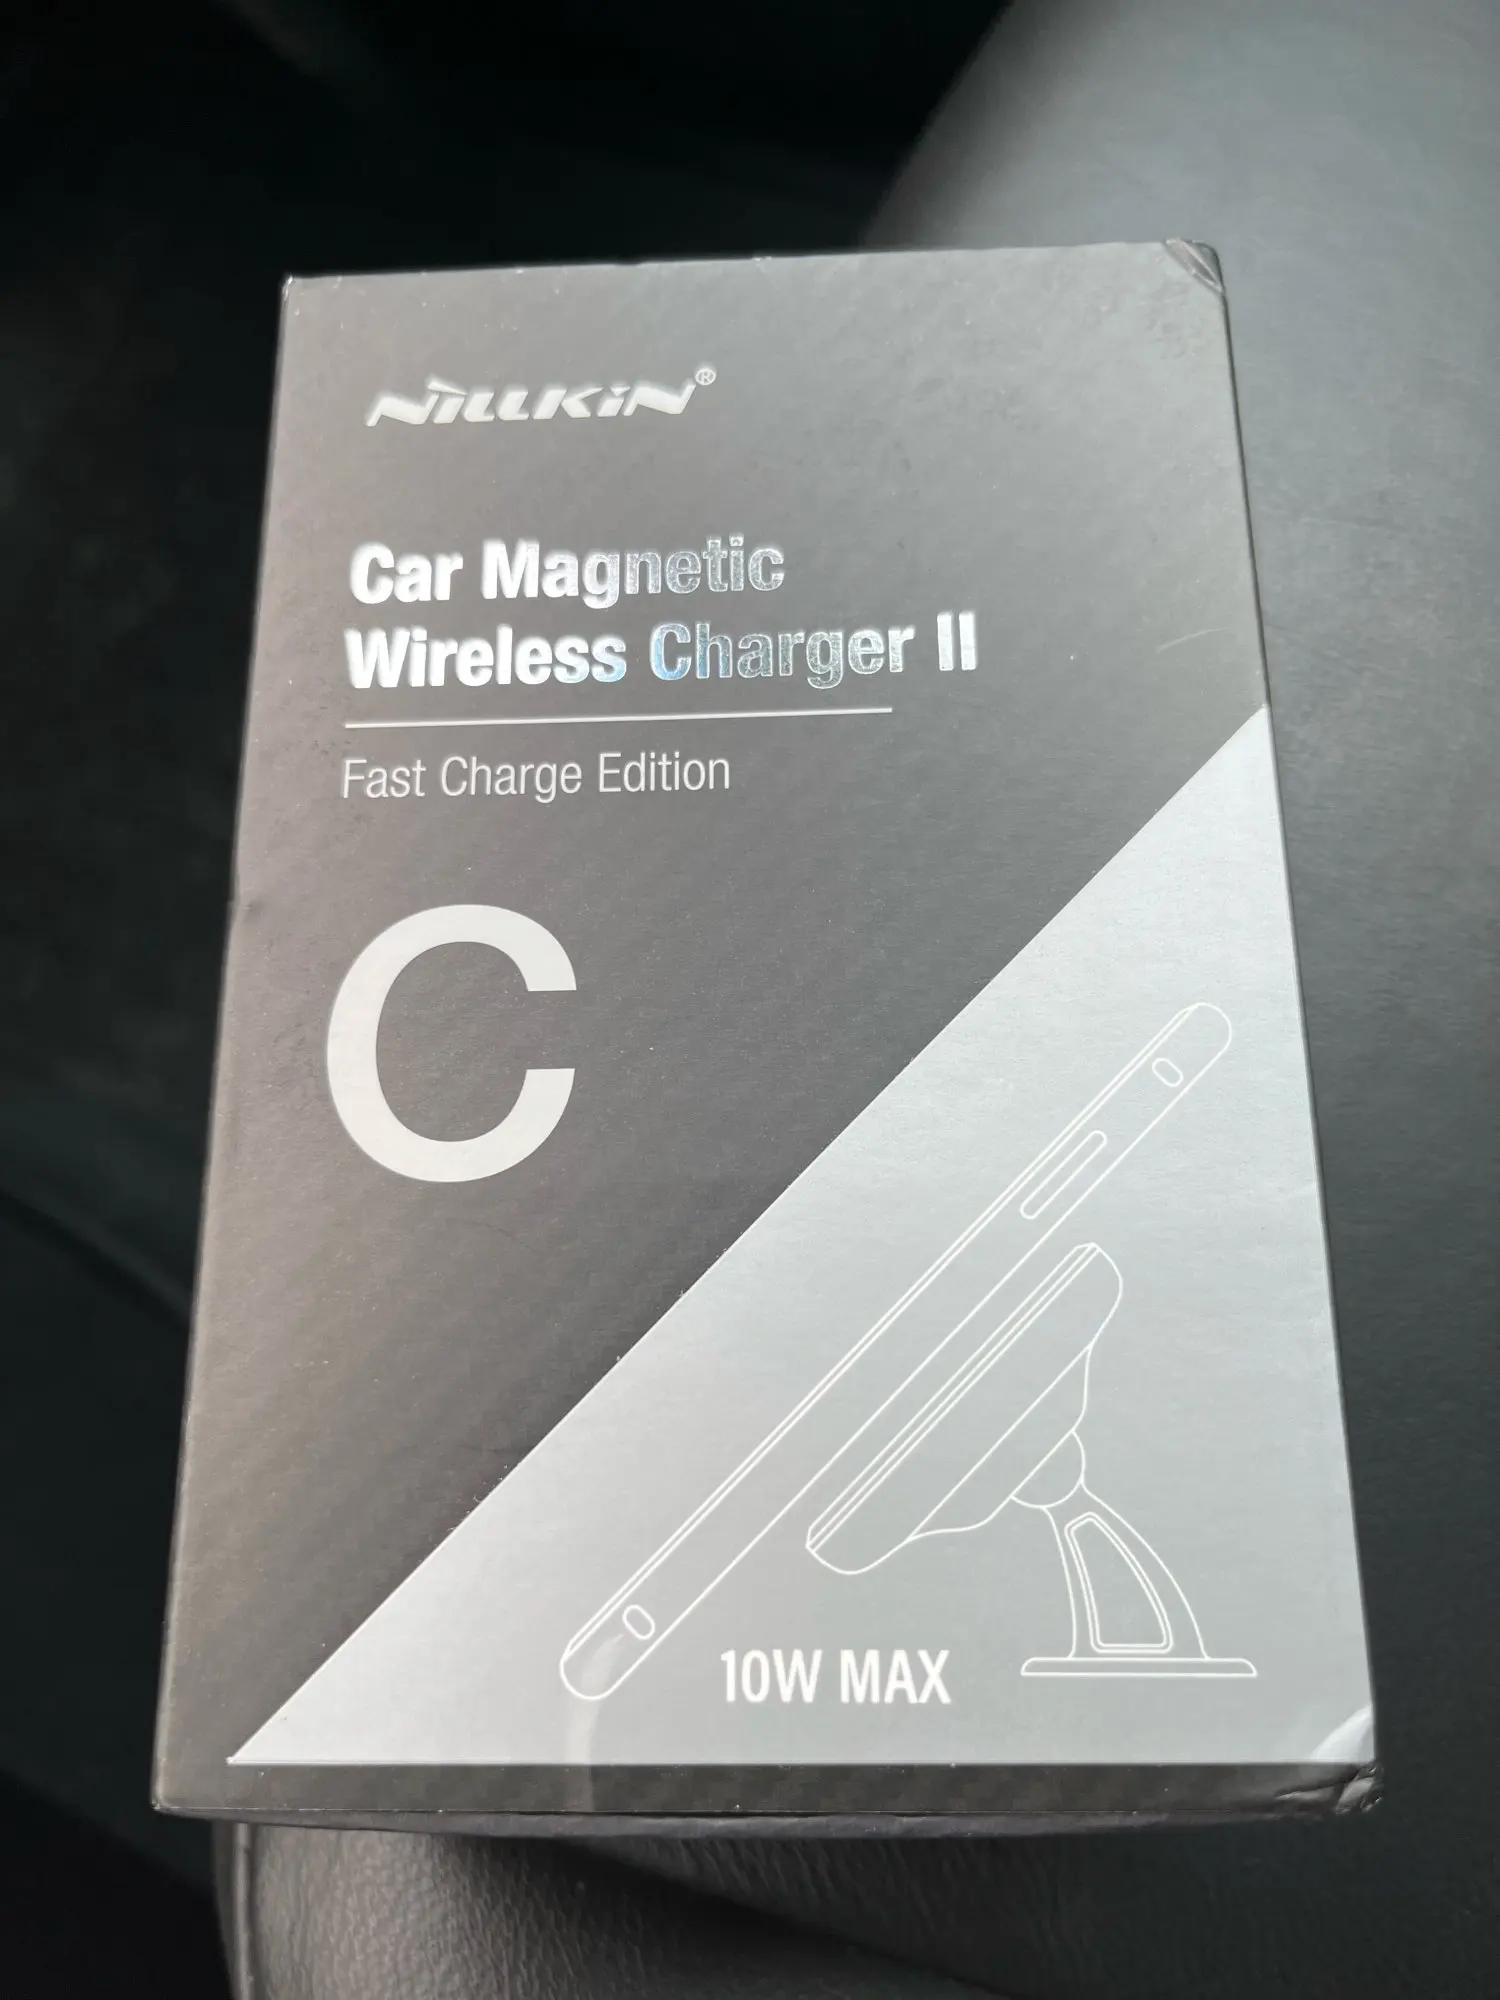 NILLKIN®
Car Magnetic
Wireless Charger II
Fast Charge Edition
C
10W MAX